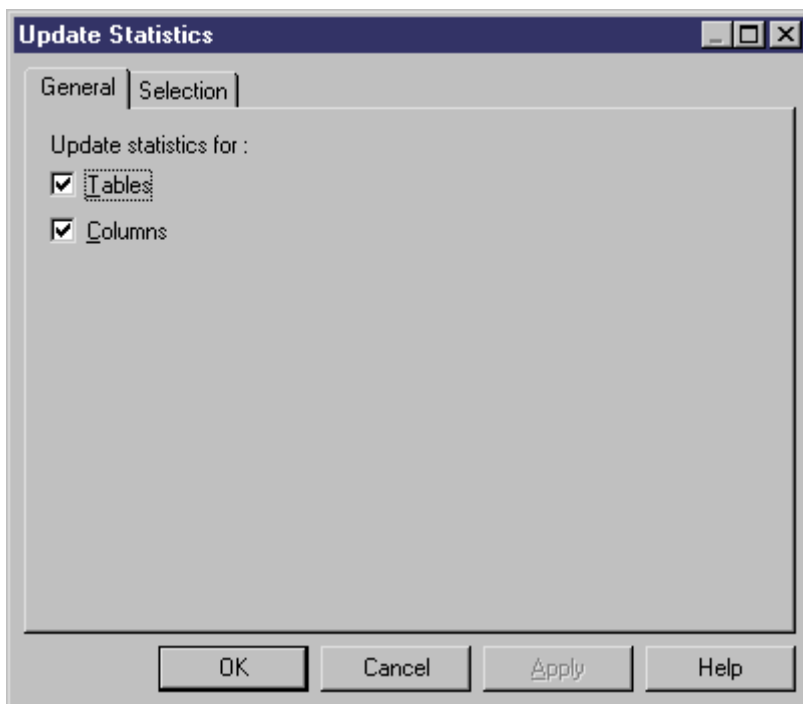 Update Statistics
General Selection
Update statistics for :
Tables
Columns
OK Cancel Apply Help